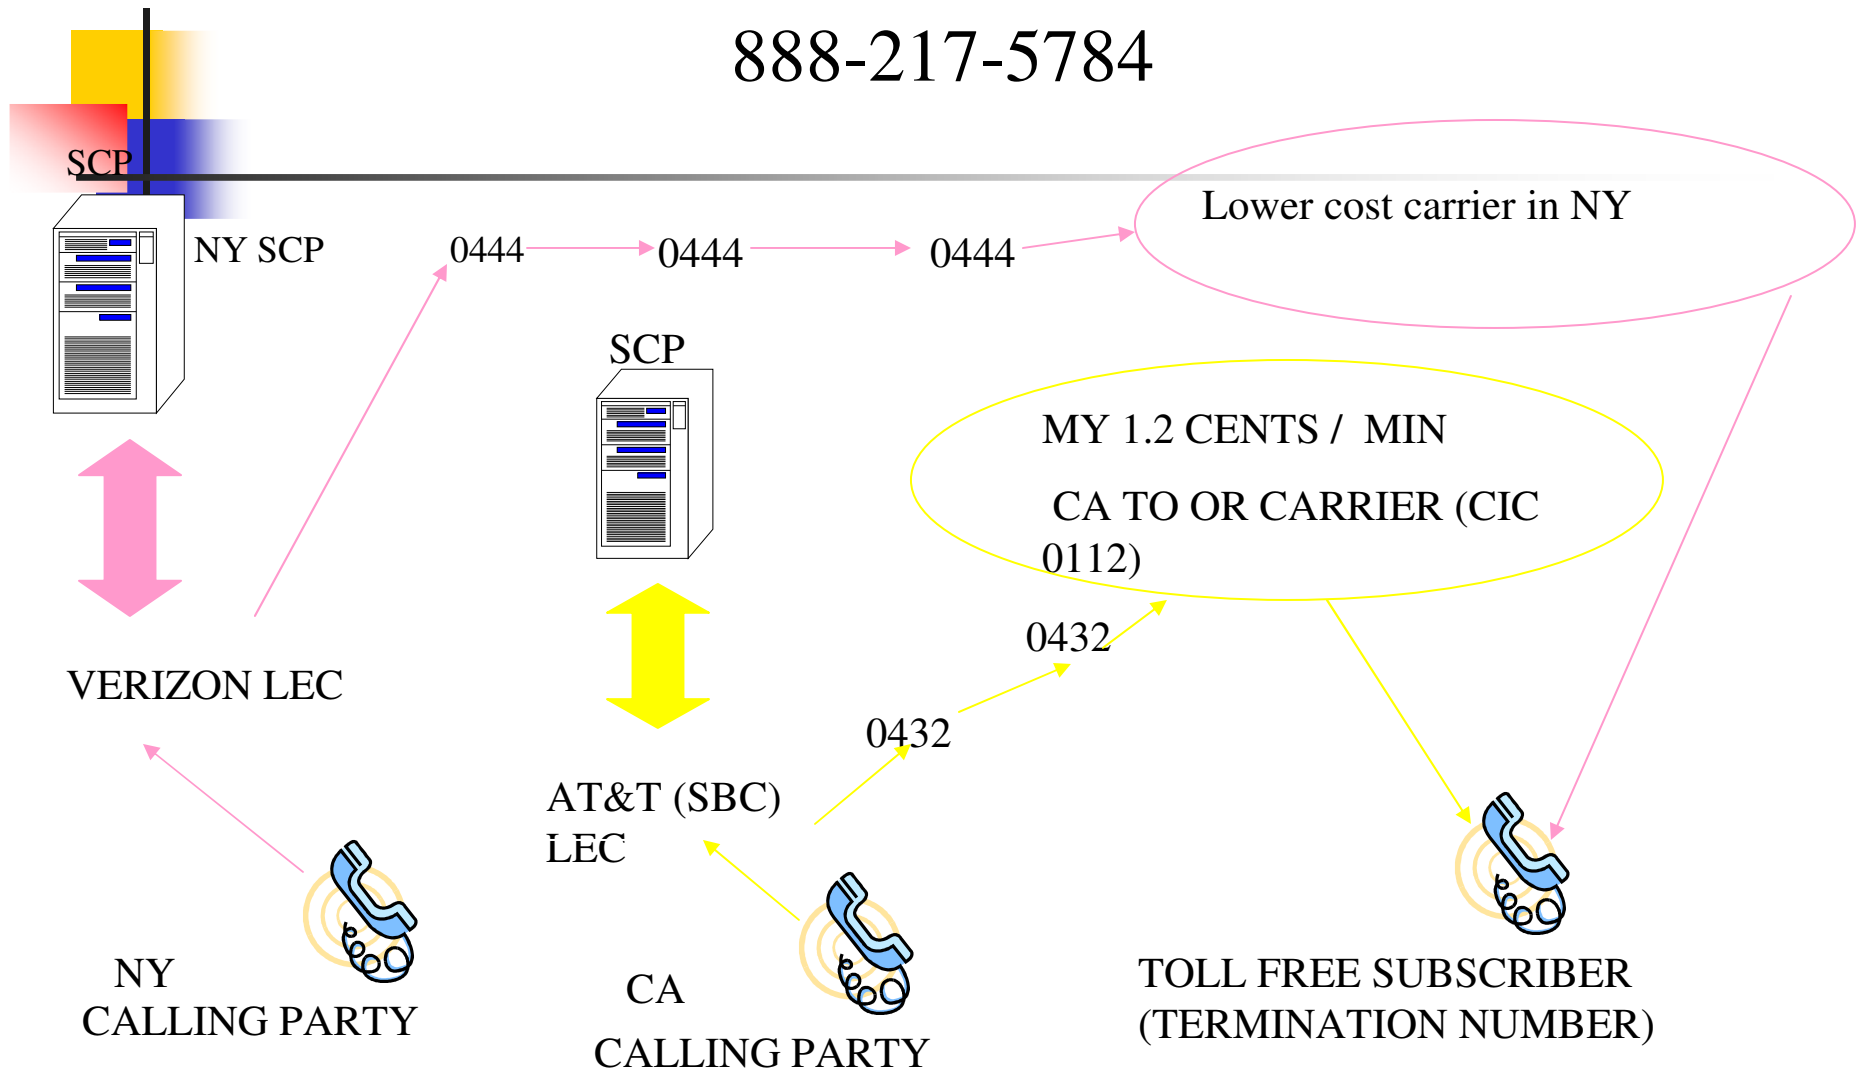 888-217-5784
SCP
Lower cost carrier in NY
NY SCP
0444
0444
0444
SCP
MY 1.2 CENTS / MIN
CA TO OR CARRIER (CIC
0112)
0432
VERIZON LEC
0432
AT&T (SBC)
LEC
NY
CALLING PARTY
CA
CALLING PARTY
TOLL FREE SUBSCRIBER
(TERMINATION NUMBER)